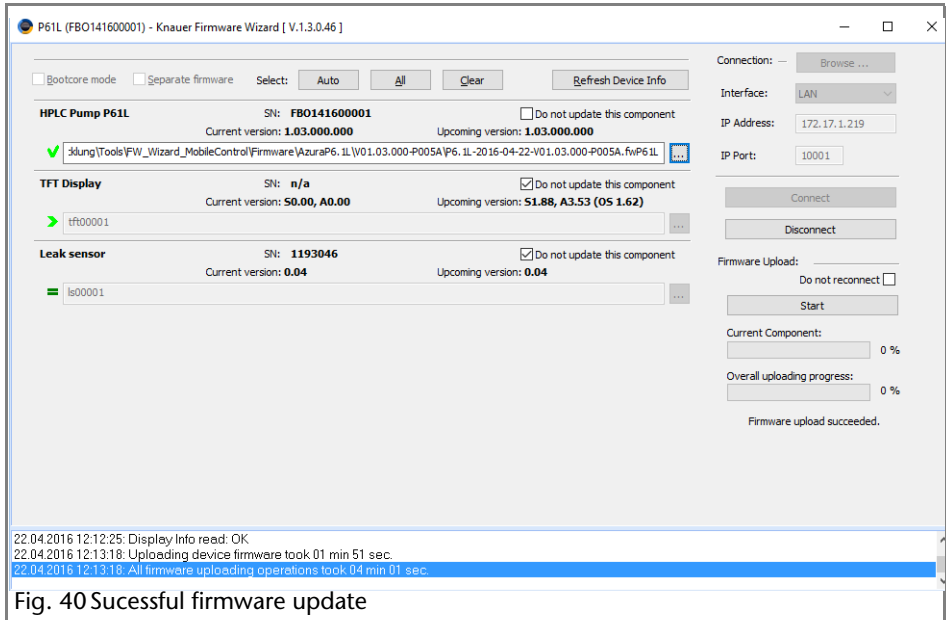 P61L (FBO141600001) - Knauer Firmware Wizard [ V.1.3.0.46 ]
Bootcore mode Separate firmware Select: Auto All Clear Refresh Device Info
HPLC Pump P61L SN: FBO141600001 Do not update this component
Current version: 1.03.000.000 Upcoming version: 1.03.000.000
:klung\Tools\FW_Wizard_MobileControl\Firmware\AzuraP6.1L\V01.03.000-P005A\P6.1L-2016-04-22-V01.03.000-P005A.fwP61L ...
TFT Display SN: n/a Do not update this component
Current version: S0.00, A0.00 Upcoming version: S1.88, A3.53 (OS 1.62)
tft00001 ...
Leak sensor SN: 1193046 Do not update this component
Current version: 0.04 Upcoming version: 0.04
ls00001 ...
Connection: Browse ...
Interface: LAN
IP Address: 172.17.1.219
IP Port: 10001
Connect
Disconnect
Firmware Upload:
Do not reconnect
Start
Current Component:
0 %
Overall uploading progress:
0 %
Firmware upload succeeded.
22.04.2016 12:12:25: Display Info read: OK
22.04.2016 12:13:18: Uploading device firmware took 01 min 51 sec.
22.04.2016 12:13:18: All firmware uploading operations took 04 min 01 sec.
Fig. 40 Sucessful firmware update